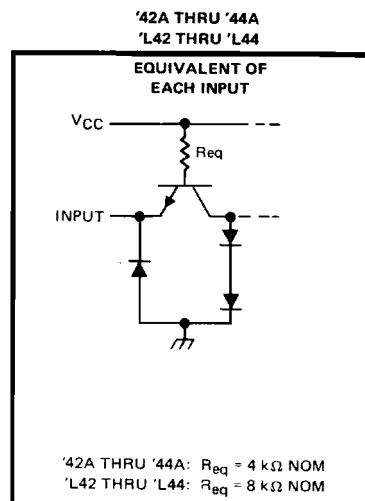 '42A THRU '44A
'L42 THRU 'L44
EQUIVALENT OF
EACH INPUT
VCC
Req
INPUT
'42A THRU '44A: Req = 4 kΩ NOM
'L42 THRU 'L44: Req = 8 kΩ NOM